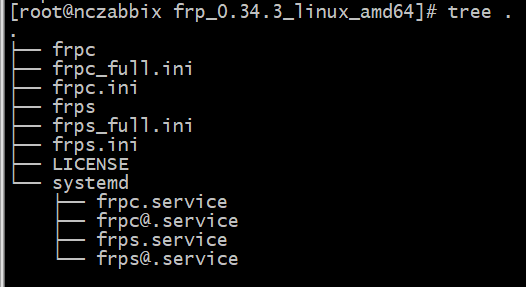 [root@nczabbix frp_0.34.3_linux_amd64]# tree .
.
├── frpc
├── frpc_full.ini
├── frpc.ini
├── frps
├── frps_full.ini
├── frps.ini
├── LICENSE
└── systemd
    ├── frpc.service
    ├── frpc@.service
    ├── frps.service
    └── frps@.service